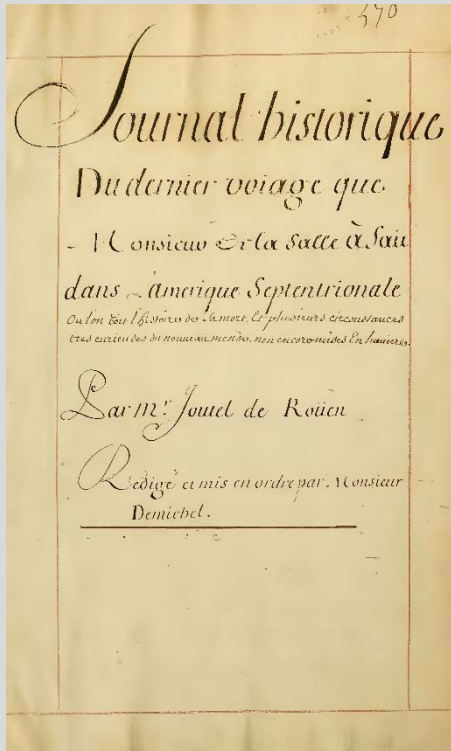 570
Journal historique
Du dernier voiage que
Monsieur De la Salle à fait
dans L'amerique Septentrionale
Ou l'on voit l'histoire de sa mort, Et plusieurs circonstances
tres curieuses du nouveau monde, non encore mises En lumiere.
Par Mr. Joutel de Roüen
Redigé et mis en ordre par Monsieur
Demichel.